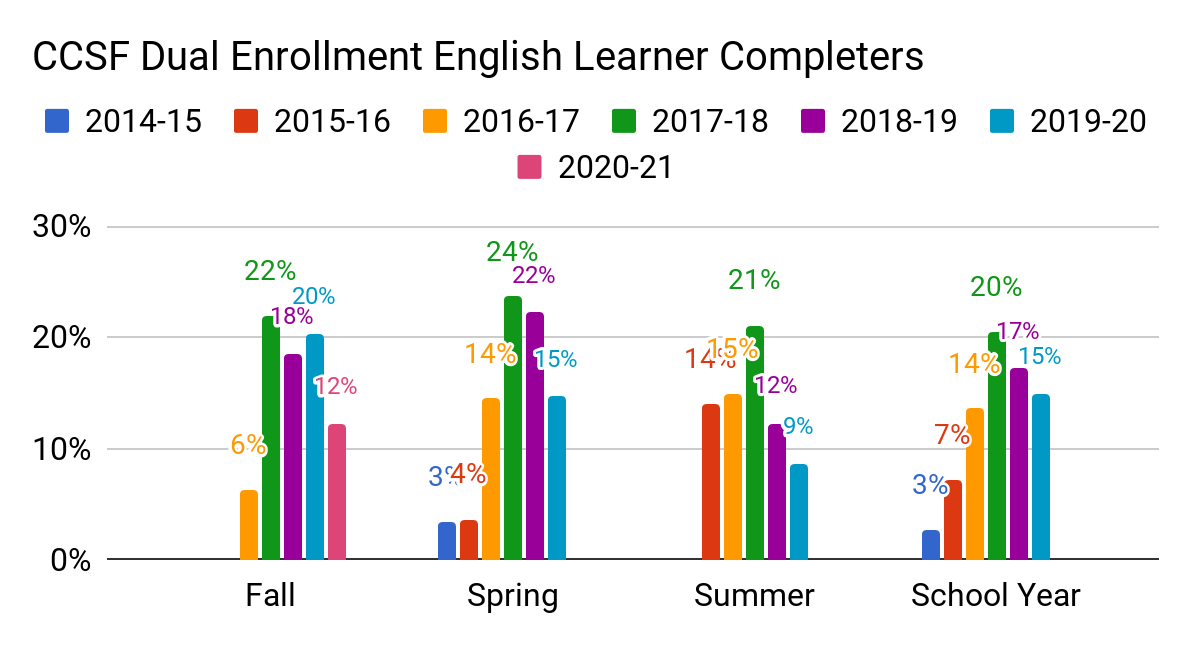 CCSF Dual Enrollment English Learner Completers
2014-15 2015-16 2016-17 2017-18 2018-19 2019-20
2020-21
30%
20%
10%
0%
6% 22% 18% 20% 12%
3% 4% 14% 24% 22% 15%
14% 15% 21% 12% 9%
3% 7% 14% 20% 17% 15%
Fall Spring Summer School Year